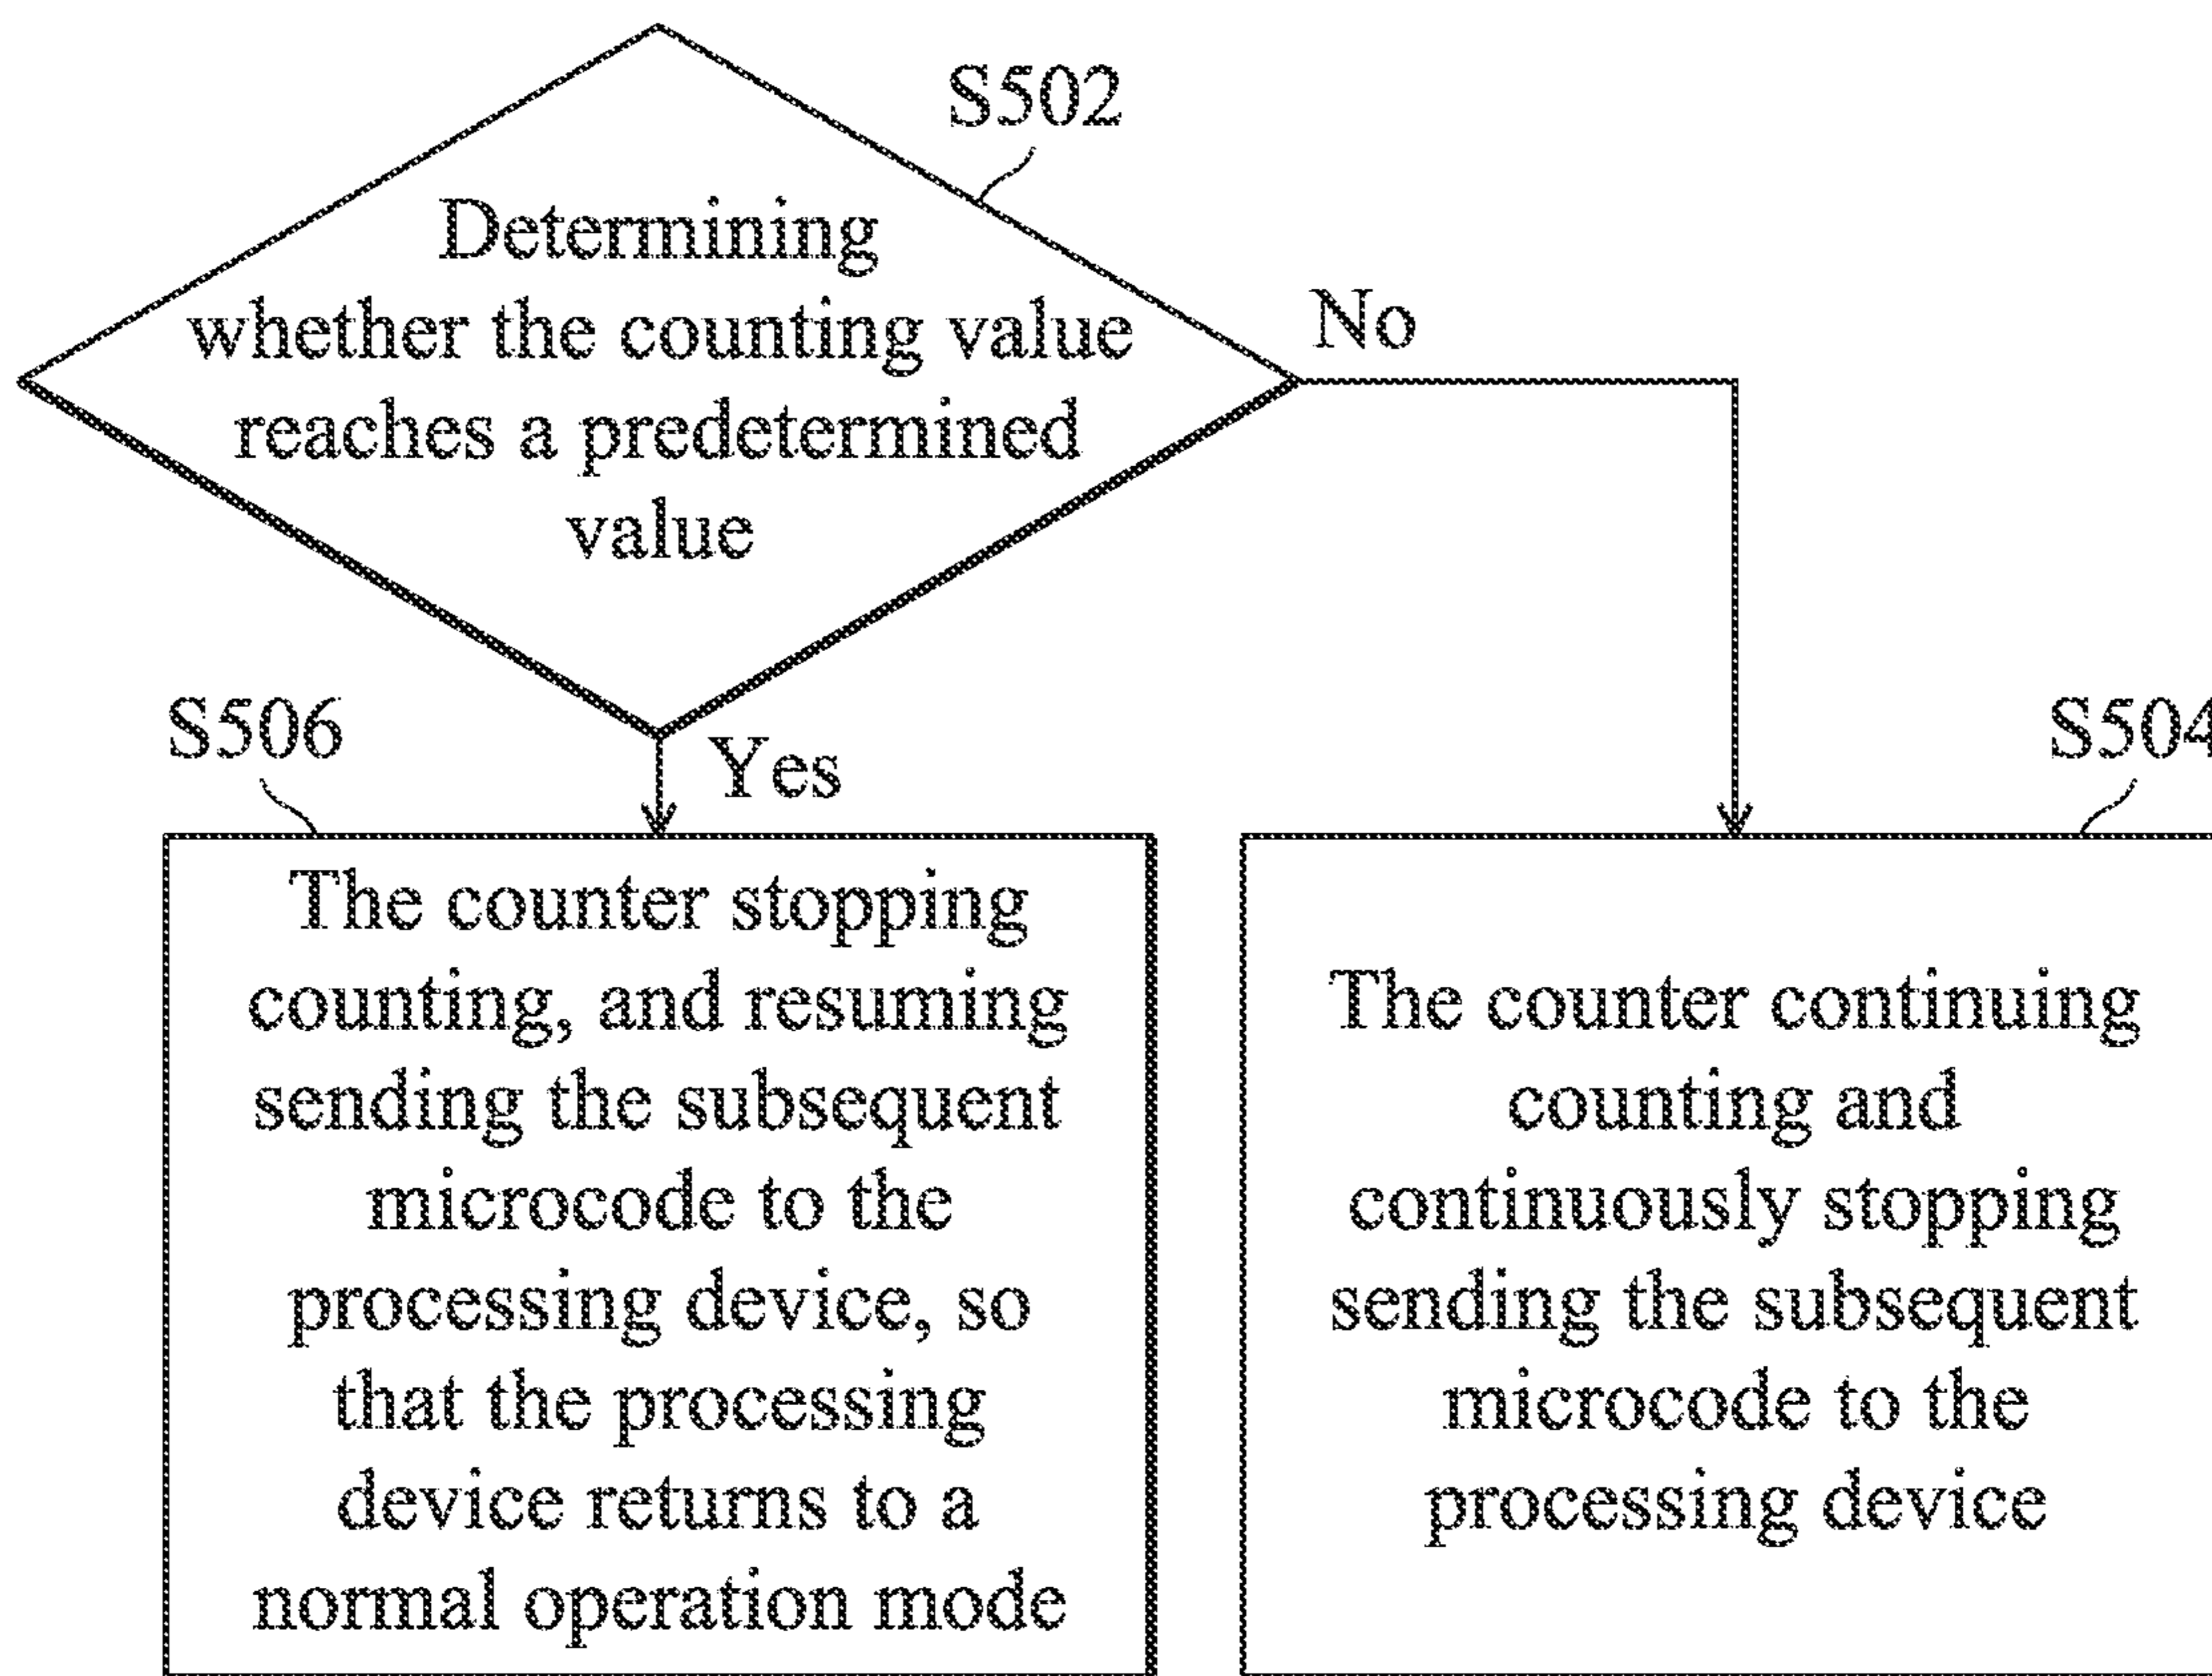 S502
Determining
whether the counting value
reaches a predetermined
value
No
Yes
S506
The counter stopping
counting, and resuming
sending the subsequent
microcode to the
processing device, so
that the processing
device returns to a
normal operation mode
S504
The counter continuing
counting and
continuously stopping
sending the subsequent
microcode to the
processing device